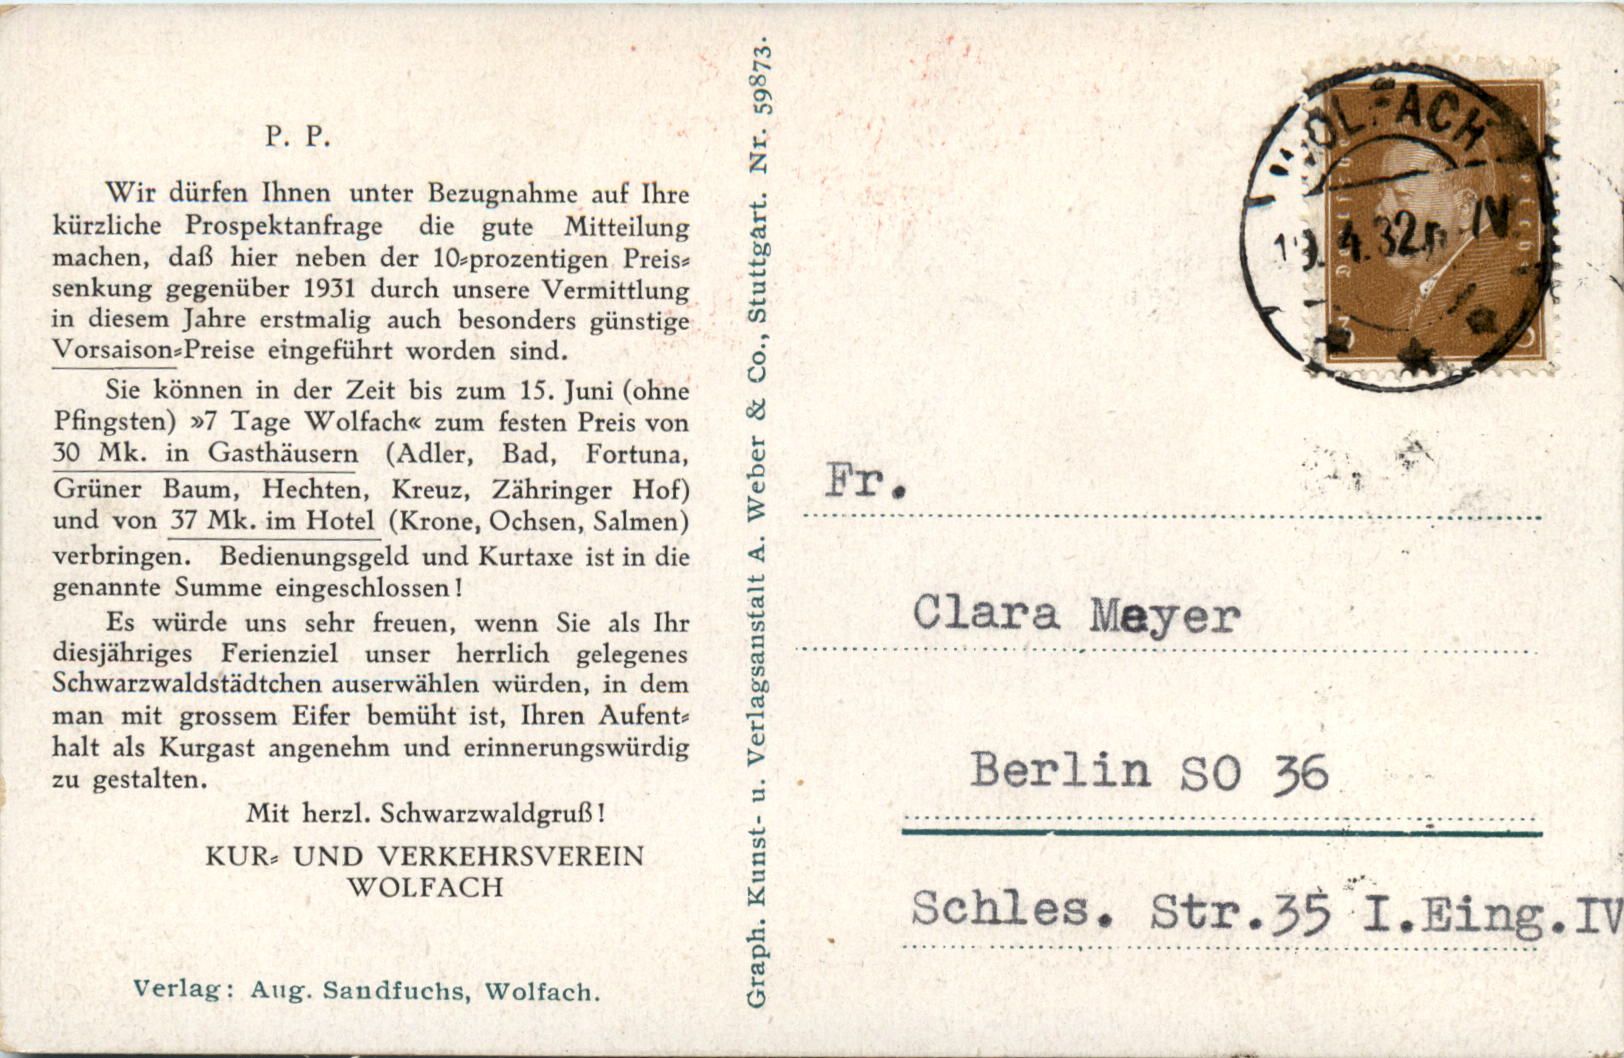 P. P.
Wir dürfen Ihnen unter Bezugnahme auf Ihre
kürzliche Prospektanfrage die gute Mitteilung
machen, daß hier neben der 10-prozentigen Preis-
senkung gegenüber 1931 durch unsere Vermittlung
in diesem Jahre erstmalig auch besonders günstige
Vorsaison-Preise eingeführt worden sind.
Sie können in der Zeit bis zum 15. Juni (ohne
Pfingsten) »7 Tage Wolfach« zum festen Preis von
30 Mk. in Gasthäusern (Adler, Bad, Fortuna,
Grüner Baum, Hechten, Kreuz, Zähringer Hof)
und von 37 Mk. im Hotel (Krone, Ochsen, Salmen)
verbringen. Bedienungsgeld und Kurtaxe ist in die
genannte Summe eingeschlossen!
Es würde uns sehr freuen, wenn Sie als Ihr
diesjähriges Ferienziel unser herrlich gelegenes
Schwarzwaldstädtchen auserwählen würden, in dem
man mit grossem Eifer bemüht ist, Ihren Aufent-
halt als Kurgast angenehm und erinnerungswürdig
zu gestalten.
Mit herzl. Schwarzwaldgruß!
KUR- UND VERKEHRSVEREIN
WOLFACH
Verlag: Aug. Sandfuchs, Wolfach.
Graph. Kunst- u. Verlagsanstalt A. Weber & Co., Stuttgart. Nr. 59873.
WOLFACH
19.4.32 IV
3
Fr.
Clara Meyer
Berlin SO 36
Schles. Str.35 I.Eing.IV